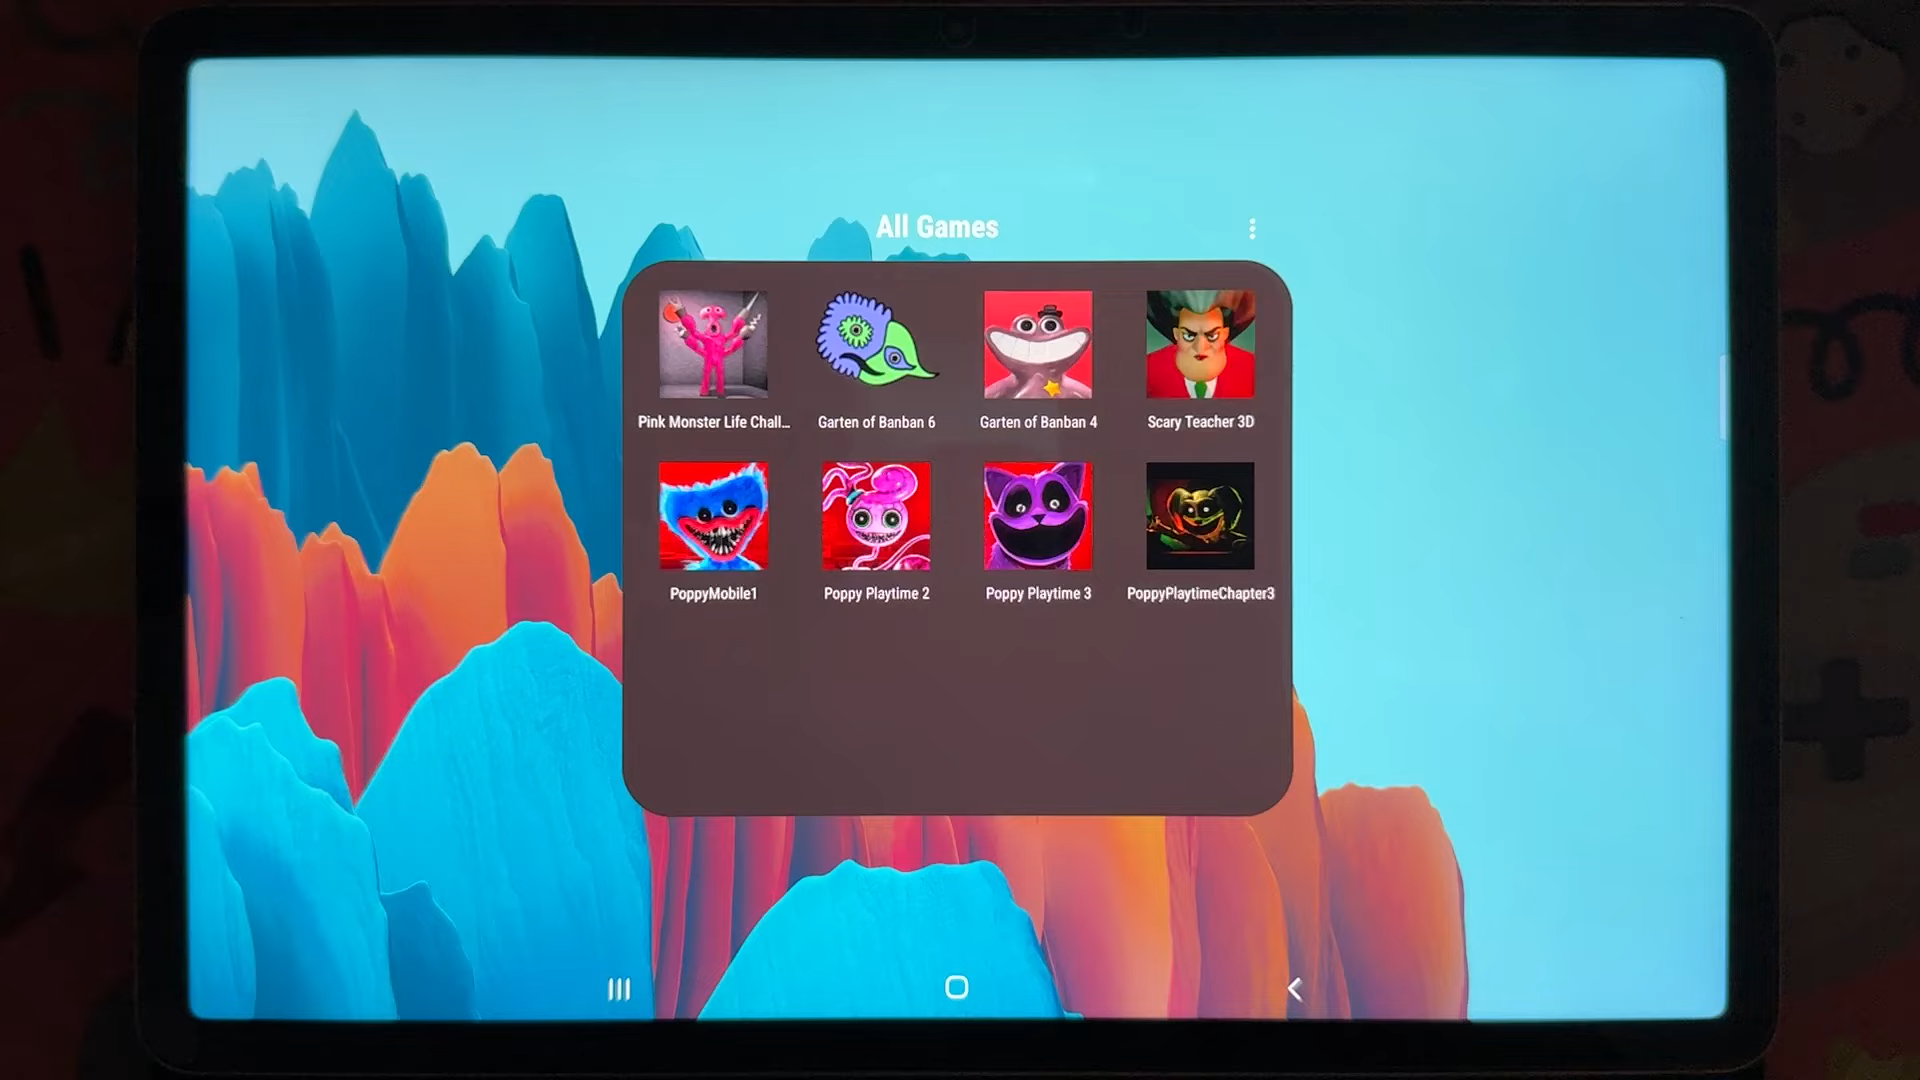 All Games
Pink Monster Life Chall...
Garten of Banban 6
Garten of Banban 4
Scary Teacher 3D
PoppyMobile1
Poppy Playtime 2
Poppy Playtime 3
PoppyPlaytimeChapter3